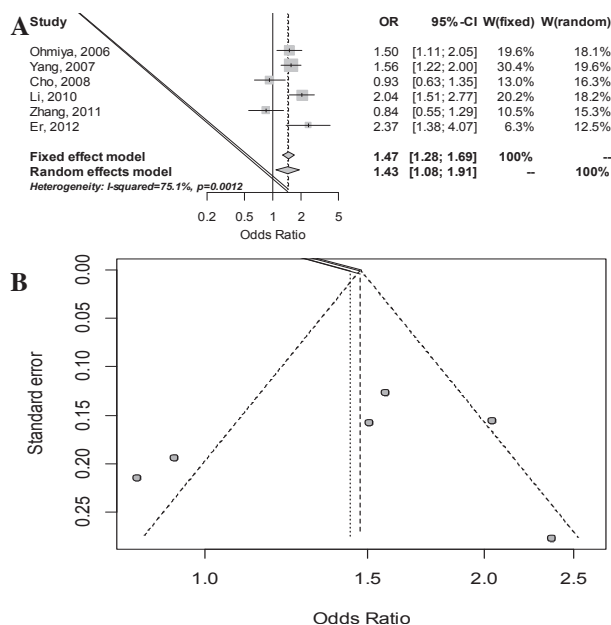 A
Study OR 95%-CI W(fixed) W(random)
Ohmiya, 2006 1.50 [1.11; 2.05] 19.6% 18.1%
Yang, 2007 1.56 [1.22; 2.00] 30.4% 19.6%
Cho, 2008 0.93 [0.63; 1.35] 13.0% 16.3%
Li, 2010 2.04 [1.51; 2.77] 20.2% 18.2%
Zhang, 2011 0.84 [0.55; 1.29] 10.5% 15.3%
Er, 2012 2.37 [1.38; 4.07] 6.3% 12.5%
Fixed effect model 1.47 [1.28; 1.69] 100% --
Random effects model 1.43 [1.08; 1.91] -- 100%
Heterogeneity: I-squared=75.1%, p=0.0012
0.2 0.5 1 2 5
Odds Ratio
B
0.00
0.05
0.10
0.15
0.20
0.25
Standard error
1.0 1.5 2.0 2.5
Odds Ratio